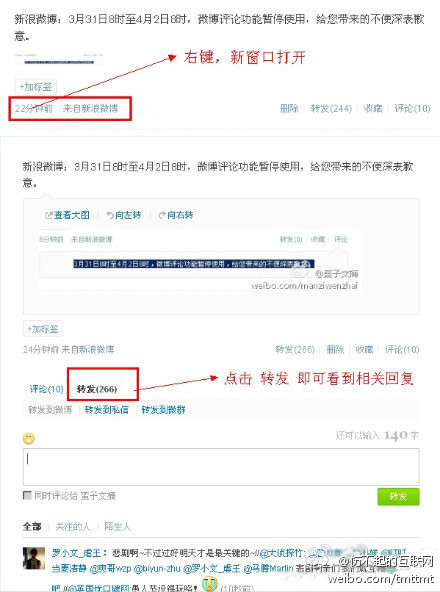 新浪微博:3月31日8时至4月2日8时,微博评论功能暂停使用,给您带来的不便深表歉
意。
右键,新窗口打开
+加标签
22分钟前 来自新浪微博
删除 | 转发(244) | 收藏 | 评论(10)
新浪微博:3月31日8时至4月2日8时,微博评论功能暂停使用,给您带来的不便深表歉
意。
查看大图 | 向左转 | 向右转
6分钟前 来自新浪微博
转发(8) | 收藏 | 评论
3月31日8时至4月2日8时,微博评论功能暂停使用,给您带来的不便深表歉意。
@蛮子文摘
weibo.com/manziwenzhai
+加标签
24分钟前 来自新浪微博
转发(266) | 删除 | 收藏 | 评论(10)
评论(10) 转发(266)
点击 转发 即可看到相关回复
转发到微博 | 转发到私信 | 转发到微群
还可以输入 140 字
同时评论给 蛮子文摘
转发
全部 | 关注的人 | 陌生人
罗小文_虐王: 悲剧啊~不过过好明天才是最关键的~//@大侦探竹:
当要洁静 @爽哥wzp @biyun-zhu @罗小文_虐王 @马腾Martin
吧 //@英国优口碑网:愚人节没得玩咯!
(10秒前)
@玩不起的互联网
weibo.com/tmttmt